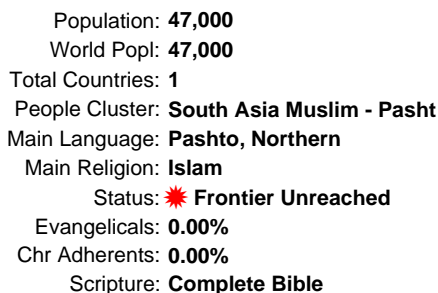 Population: 47,000
World Popl: 47,000
Total Countries: 1
People Cluster: South Asia Muslim - Pasht
Main Language: Pashto, Northern
Main Religion: Islam
Status: Frontier Unreached
Evangelicals: 0.00%
Chr Adherents: 0.00%
Scripture: Complete Bible